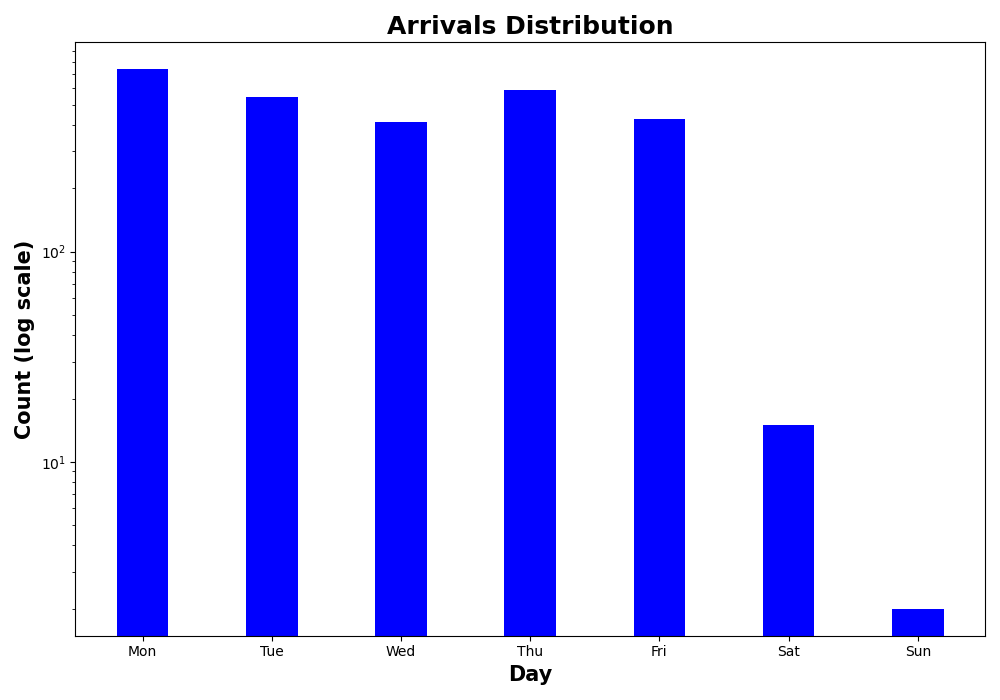 Arrivals Distribution
Count (log scale)
10²
10¹
Mon Tue Wed Thu Fri Sat Sun
Day